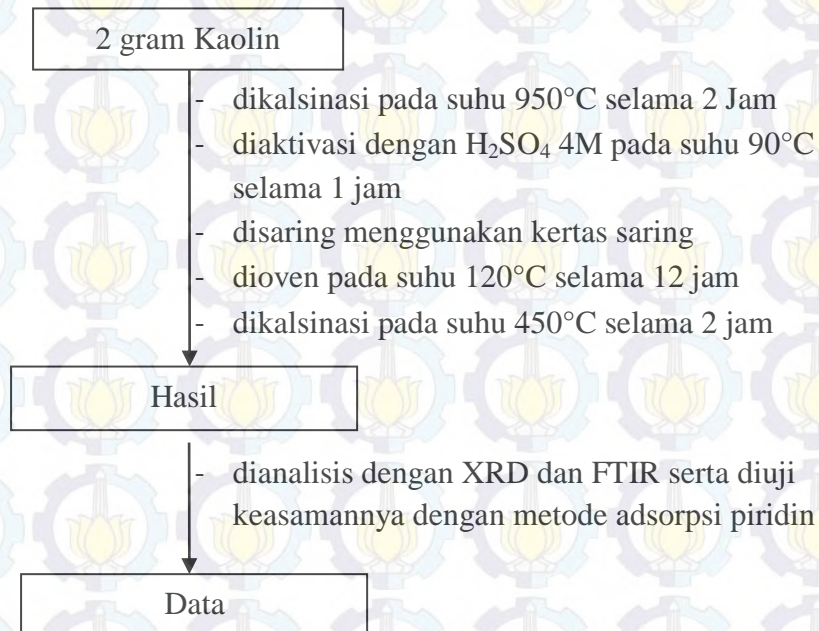 2 gram Kaolin
- dikalsinasi pada suhu 950°C selama 2 Jam
- diaktivasi dengan H₂SO₄ 4M pada suhu 90°C
selama 1 jam
- disaring menggunakan kertas saring
- dioven pada suhu 120°C selama 12 jam
- dikalsinasi pada suhu 450°C selama 2 jam
Hasil
- dianalisis dengan XRD dan FTIR serta diuji
keasamannya dengan metode adsorpsi piridin
Data